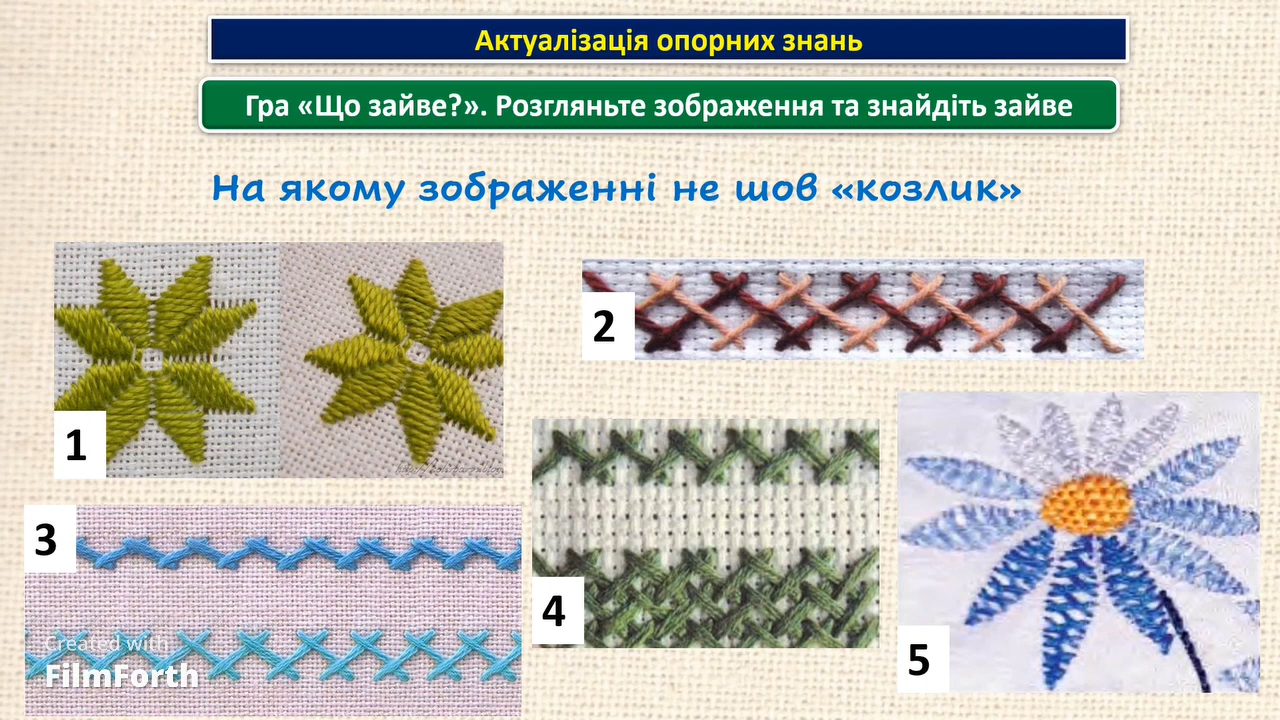 Актуалізація опорних знань
Гра «Що зайве?». Розгляньте зображення та знайдіть зайве
На якому зображенні не шов «козлик»
1
2
3
4
5
Created with
FilmForth